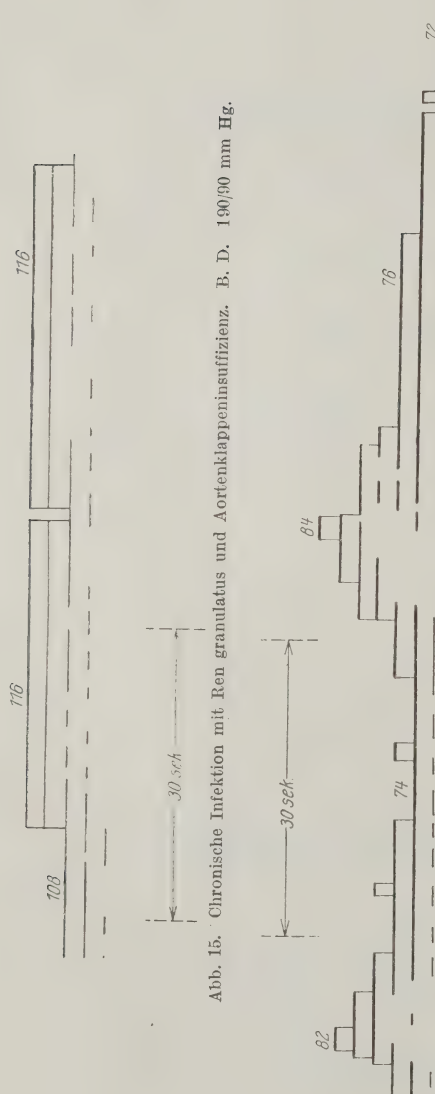 108
116
116
30 sek
Abb. 15. Chronische Infektion mit Ren granulatus und Aortenklappeninsuffizienz. B. D. 190/90 mm Hg.
30 sek
82
74
84
76
72